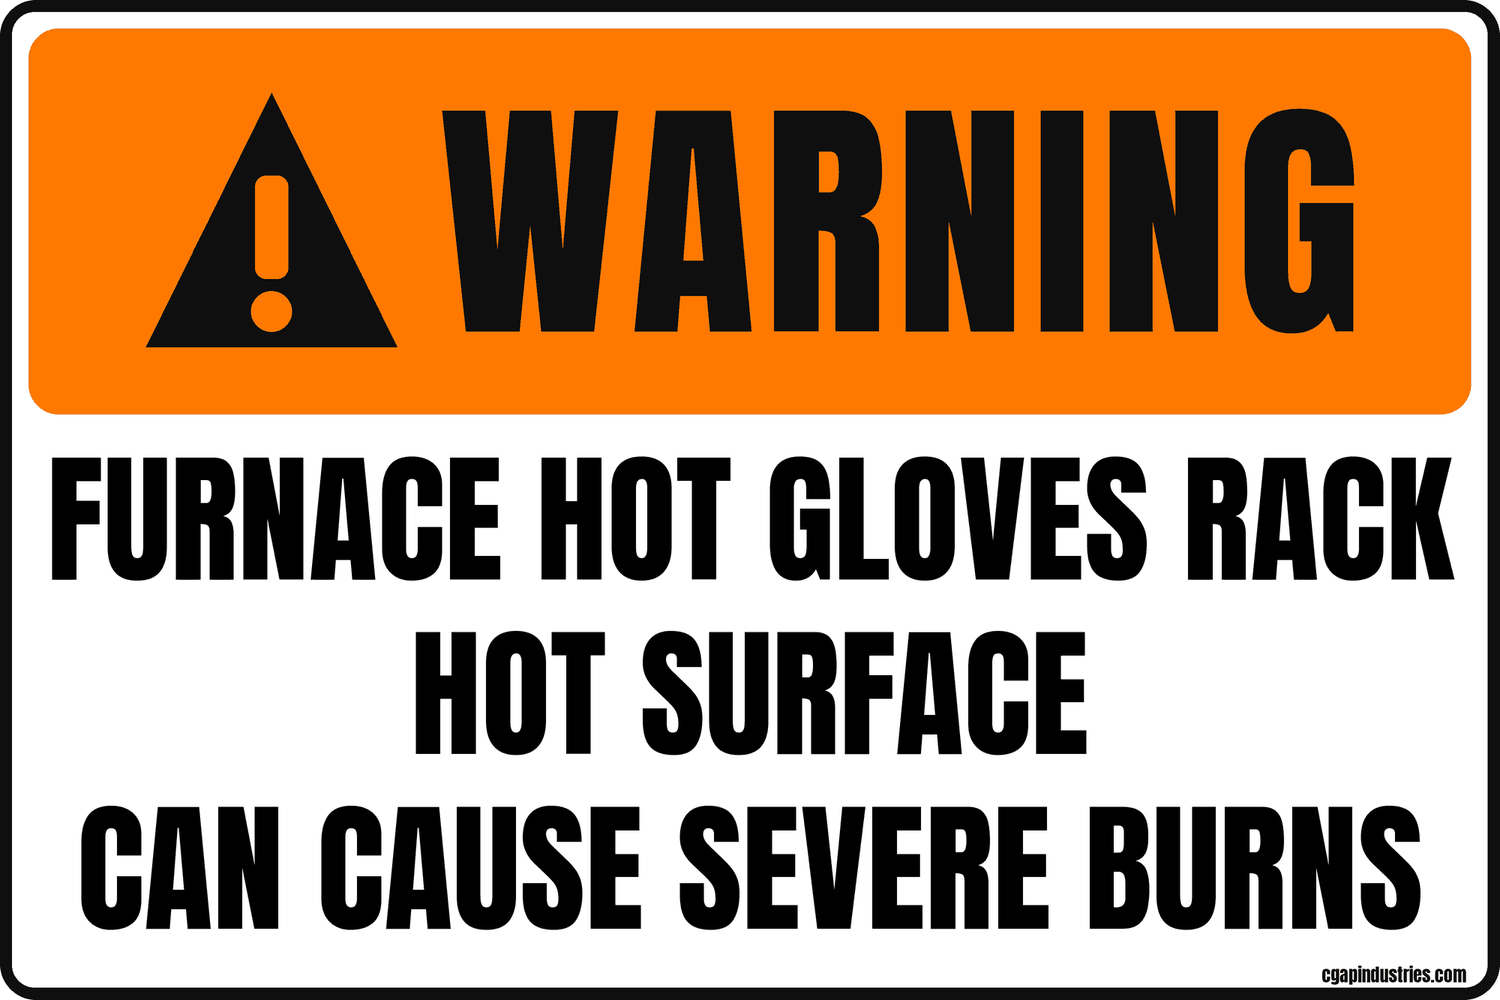 WARNING
FURNACE HOT GLOVES RACK
HOT SURFACE
CAN CAUSE SEVERE BURNS
cgapindustries.com